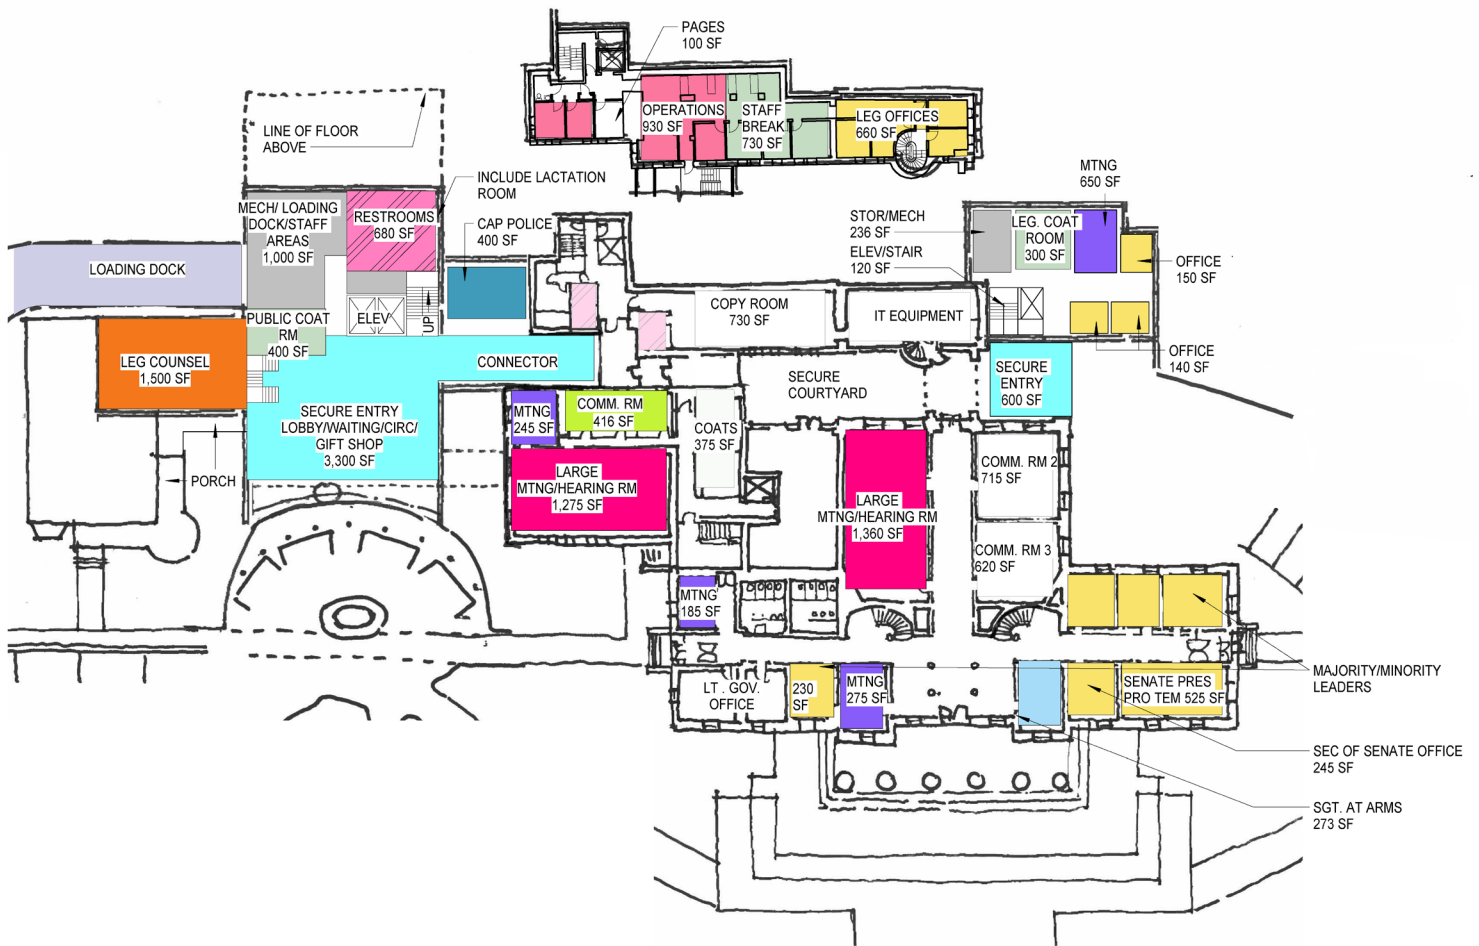 PAGES
100 SF
OPERATIONS
930 SF
STAFF
BREAK
730 SF
LEG OFFICES
660 SF
LINE OF FLOOR
ABOVE
INCLUDE LACTATION
ROOM
MECH/ LOADING
DOCK/STAFF
AREAS
1,000 SF
RESTROOMS
680 SF
CAP POLICE
400 SF
LOADING DOCK
ELEV
UP
PUBLIC COAT
RM
400 SF
LEG COUNSEL
1,500 SF
CONNECTOR
SECURE ENTRY
LOBBY/WAITING/CIRC/
GIFT SHOP
3,300 SF
PORCH
MTNG
650 SF
STOR/MECH
236 SF
ELEV/STAIR
120 SF
LEG. COAT
ROOM
300 SF
OFFICE
150 SF
OFFICE
140 SF
COPY ROOM
730 SF
IT EQUIPMENT
SECURE
COURTYARD
SECURE
ENTRY
600 SF
MTNG
245 SF
COMM. RM
416 SF
COATS
375 SF
LARGE
MTNG/HEARING RM
1,275 SF
LARGE
MTNG/HEARING RM
1,360 SF
COMM. RM 2
715 SF
COMM. RM 3
620 SF
MTNG
185 SF
LT . GOV.
OFFICE
230
SF
MTNG
275 SF
SENATE PRES
PRO TEM 525 SF
MAJORITY/MINORITY
LEADERS
SEC OF SENATE OFFICE
245 SF
SGT. AT ARMS
273 SF